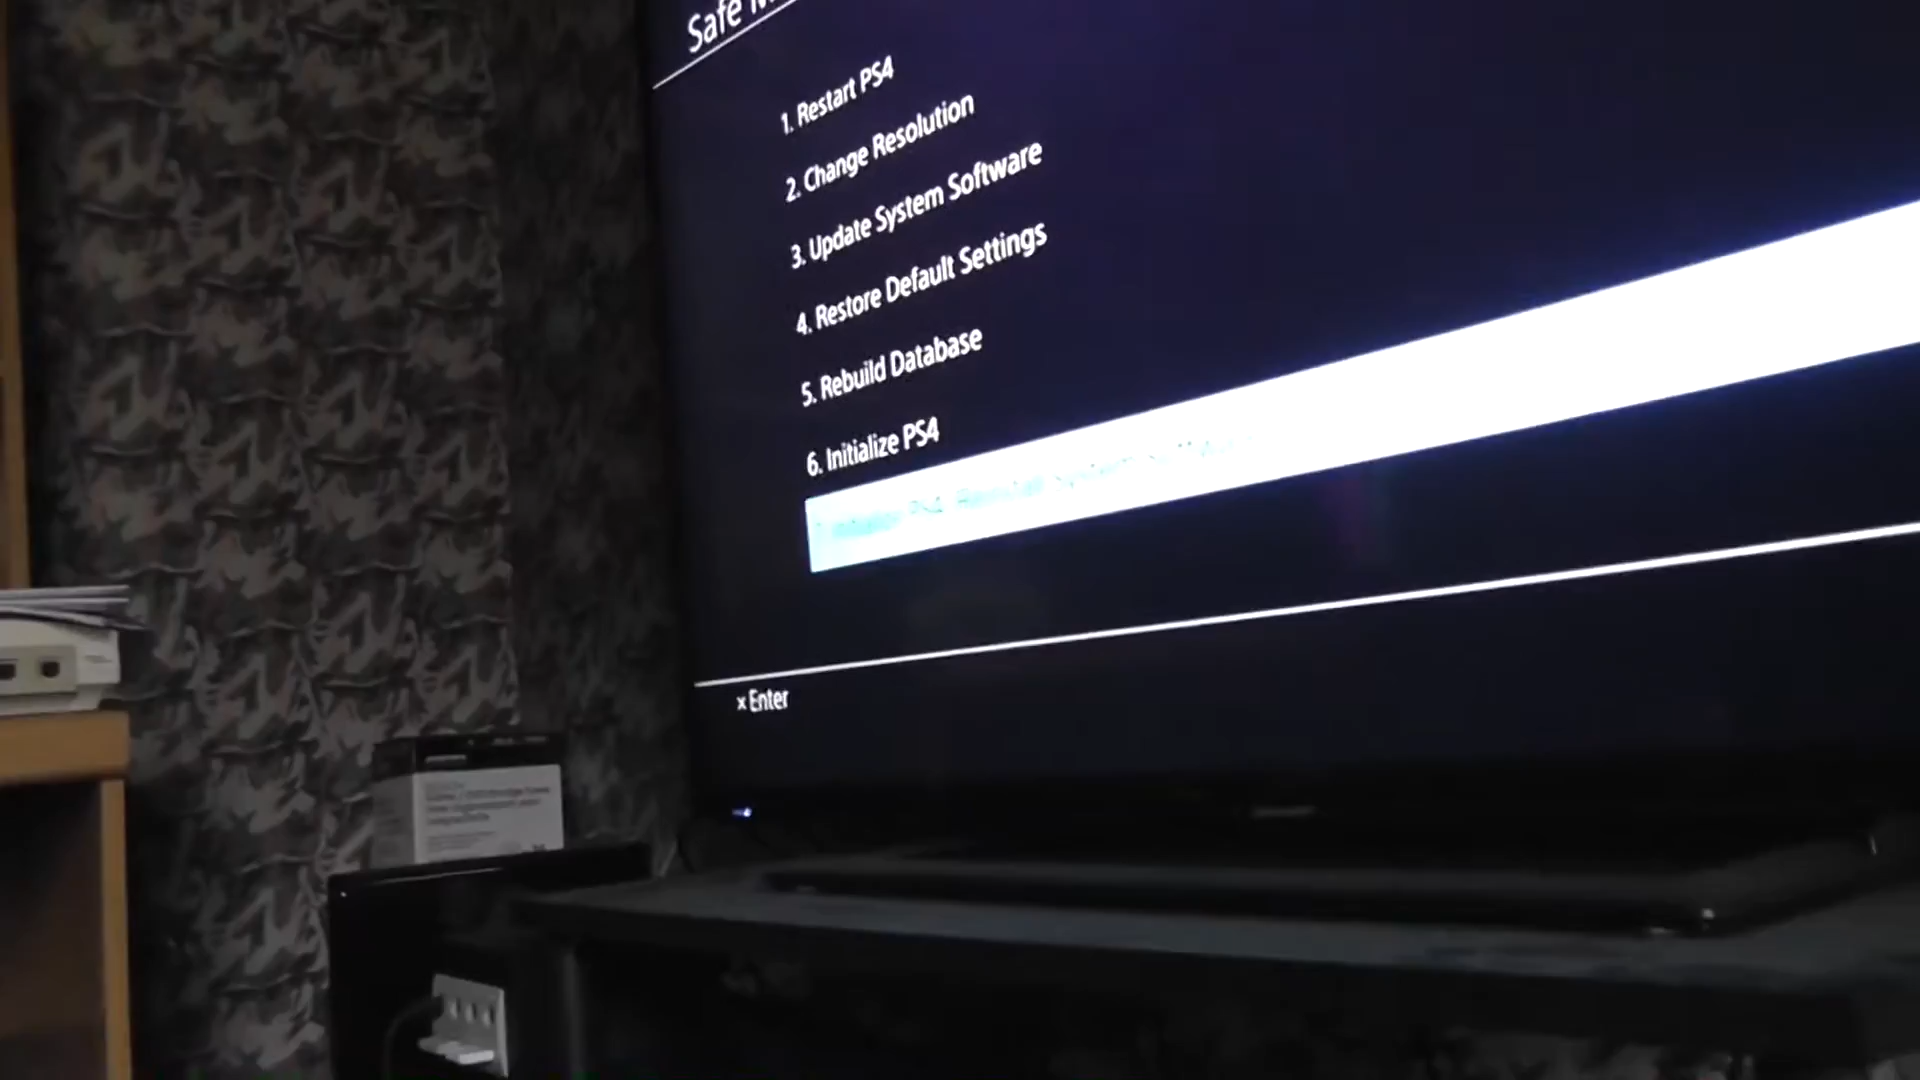 Safe
1. Restart PS4
2. Change Resolution
3. Update System Software
4. Restore Default Settings
5. Rebuild Database
6. Initialize PS4
× Enter